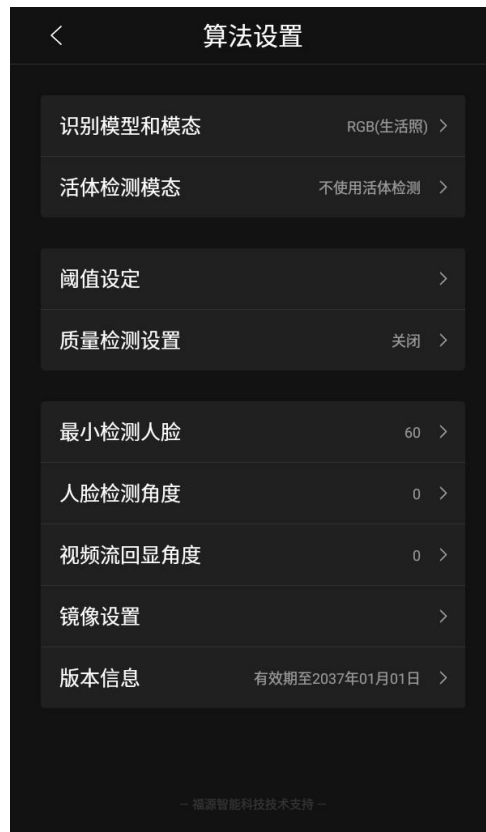 算法设置
识别模型和模态 RGB(生活照)
活体检测模态 不使用活体检测
阈值设定
质量检测设置 关闭
最小检测人脸 60
人脸检测角度 0
视频流回显角度 0
镜像设置
版本信息 有效期至2037年01月01日
— 福源智能科技技术支持 —